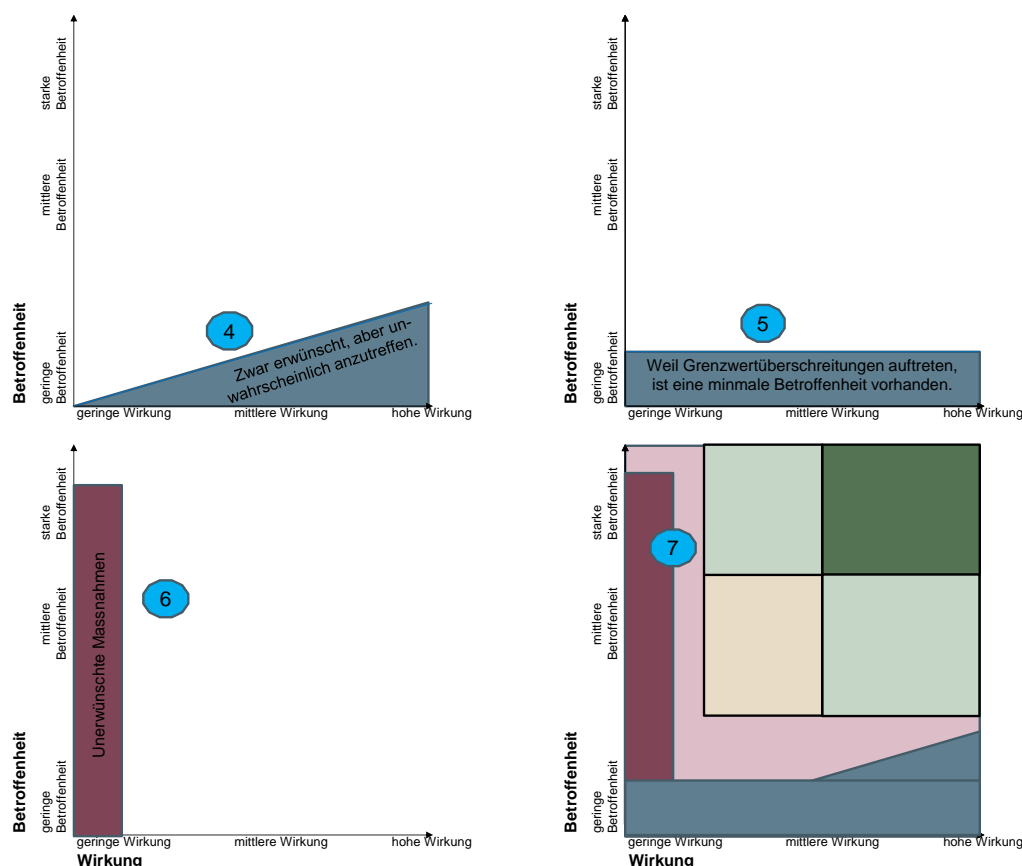 starke
Betroffenheit
mittlere
Betroffenheit
geringe
Betroffenheit
Betroffenheit
4
Zwar erwünscht, aber un-
wahrscheinlich anzutreffen.
geringe Wirkung
mittlere Wirkung
hohe Wirkung
starke
Betroffenheit
mittlere
Betroffenheit
geringe
Betroffenheit
Betroffenheit
5
Weil Grenzwertüberschreitungen auftreten,
ist eine minmale Betroffenheit vorhanden.
geringe Wirkung
mittlere Wirkung
hohe Wirkung
starke
Betroffenheit
mittlere
Betroffenheit
geringe
Betroffenheit
Betroffenheit
Unerwünschte Massnahmen
6
geringe Wirkung
mittlere Wirkung
hohe Wirkung
Wirkung
starke
Betroffenheit
mittlere
Betroffenheit
geringe
Betroffenheit
Betroffenheit
7
geringe Wirkung
mittlere Wirkung
hohe Wirkung
Wirkung